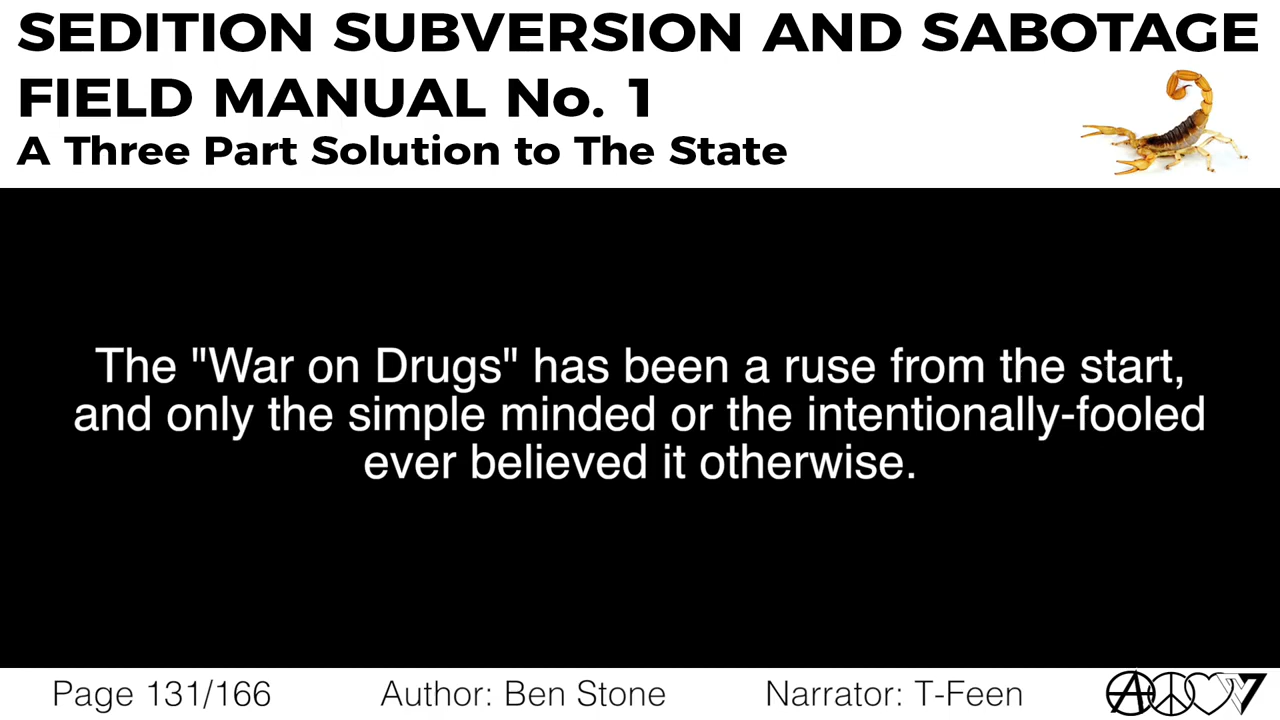 SEDITION SUBVERSION AND SABOTAGE
FIELD MANUAL No. 1
A Three Part Solution to The State
The "War on Drugs" has been a ruse from the start,
and only the simple minded or the intentionally-fooled
ever believed it otherwise.
Page 131/166 Author: Ben Stone Narrator: T-Feen